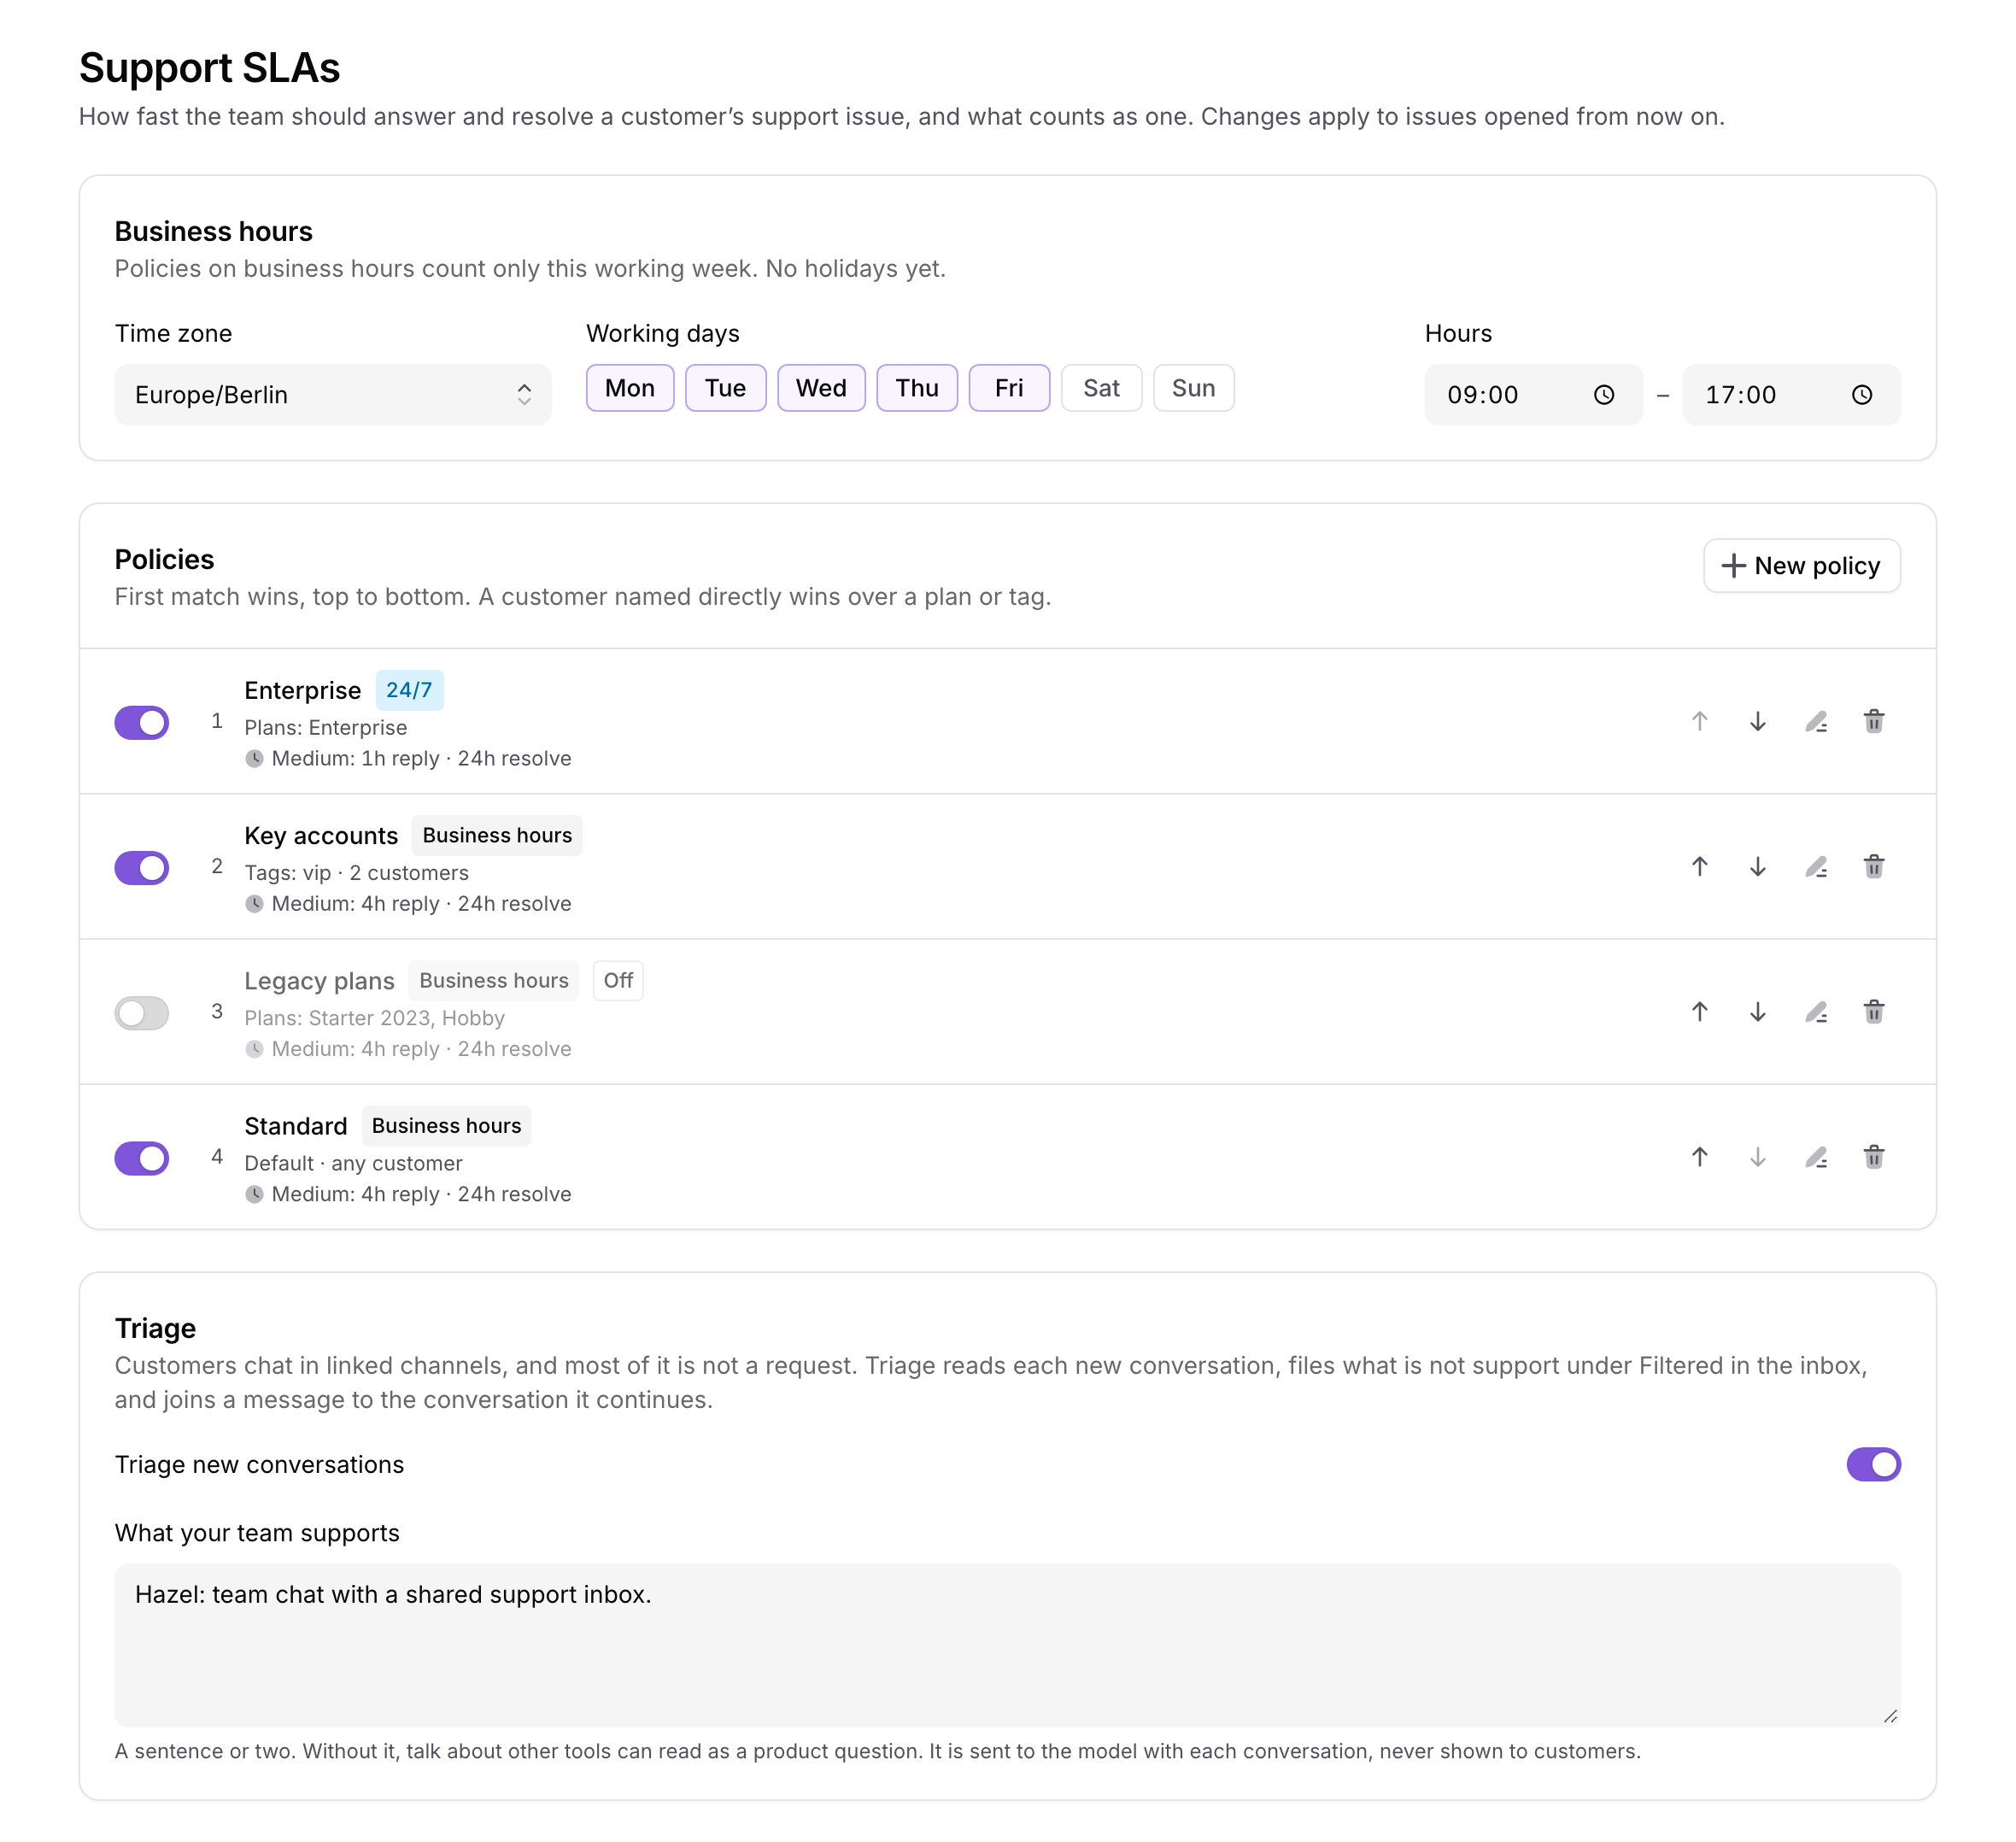 Support SLAs
How fast the team should answer and resolve a customer’s support issue, and what counts as one. Changes apply to issues opened from now on.
Business hours
Policies on business hours count only this working week. No holidays yet.
Time zone
Working days
Hours
Europe/Berlin
Mon Tue Wed Thu Fri Sat Sun
09:00 – 17:00
Policies
First match wins, top to bottom. A customer named directly wins over a plan or tag.
New policy
1
Enterprise 24/7
Plans: Enterprise
Medium: 1h reply · 24h resolve
2
Key accounts Business hours
Tags: vip · 2 customers
Medium: 4h reply · 24h resolve
3
Legacy plans Business hours Off
Plans: Starter 2023, Hobby
Medium: 4h reply · 24h resolve
4
Standard Business hours
Default · any customer
Medium: 4h reply · 24h resolve
Triage
Customers chat in linked channels, and most of it is not a request. Triage reads each new conversation, files what is not support under Filtered in the inbox,
and joins a message to the conversation it continues.
Triage new conversations
What your team supports
Hazel: team chat with a shared support inbox.
A sentence or two. Without it, talk about other tools can read as a product question. It is sent to the model with each conversation, never shown to customers.